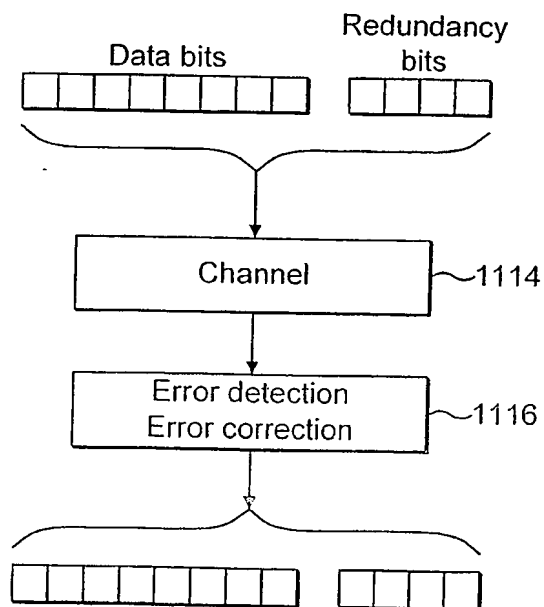 Redundancy
Data bits
bits
Channel
1114
Error detection
Error correction
1116